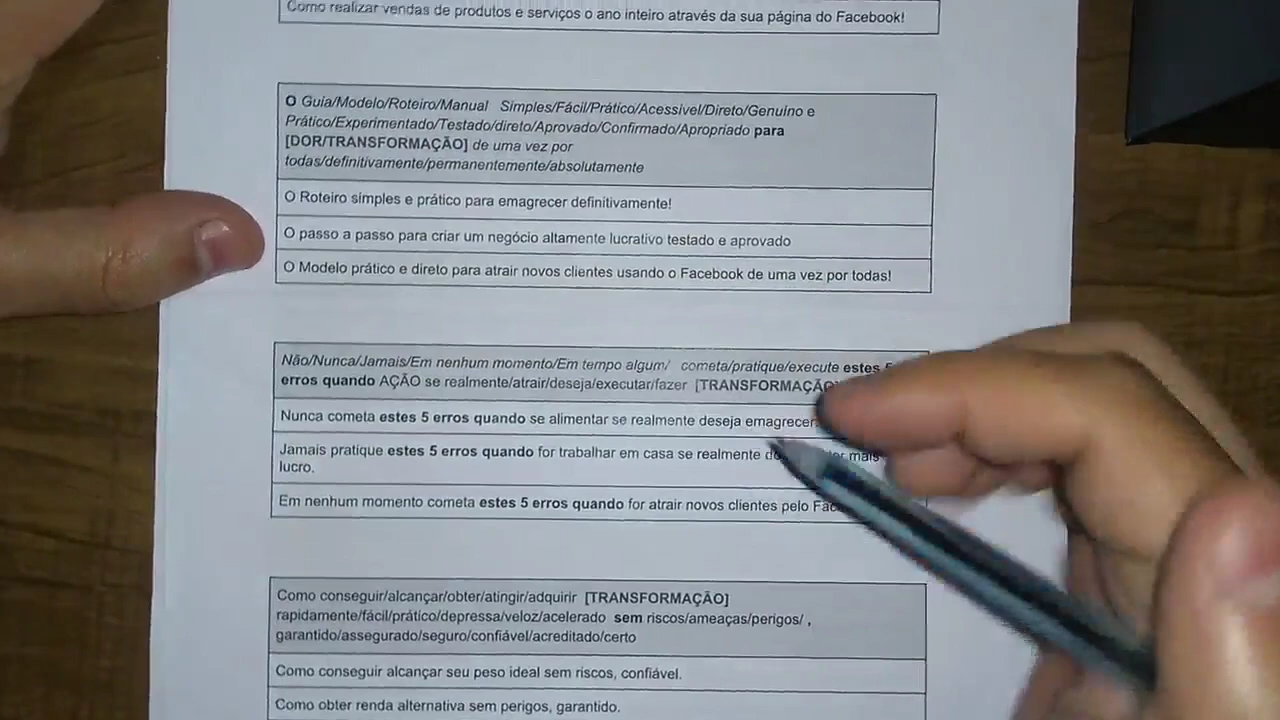 Como realizar vendas de produtos e serviços o ano inteiro através da sua página do Facebook!
O Guia/Modelo/Roteiro/Manual Simples/Fácil/Prático/Acessivel/Direto/Genuino e
Prático/Experimentado/Testado/direto/Aprovado/Confirmado/Apropriado para
[DOR/TRANSFORMAÇÃO] de uma vez por
todas/definitivamente/permanentemente/absolutamente
O Roteiro simples e prático para emagrecer definitivamente!
O passo a passo para criar um negócio altamente lucrativo testado e aprovado
O Modelo prático e direto para atrair novos clientes usando o Facebook de uma vez por todas!
Não/Nunca/Jamais/Em nenhum momento/Em tempo algum/ cometa/pratique/execute estes 5
erros quando AÇÃO se realmente/atrair/deseja/executar/fazer [TRANSFORMAÇÃO
Nunca cometa estes 5 erros quando se alimentar se realmente deseja emagrecer
Jamais pratique estes 5 erros quando for trabalhar em casa se realmente mais
lucro.
Em nenhum momento cometa estes 5 erros quando for atrair novos clientes pelo
Como conseguir/alcançar/obter/atingir/adquirir [TRANSFORMAÇÃO]
rapidamente/fácil/prático/depressa/veloz/acelerado sem riscos/ameaças/perigos/ ,
garantido/assegurado/seguro/confiável/acreditado/certo
Como conseguir alcançar seu peso ideal sem riscos, confiável.
Como obter renda alternativa sem perigos, garantido.